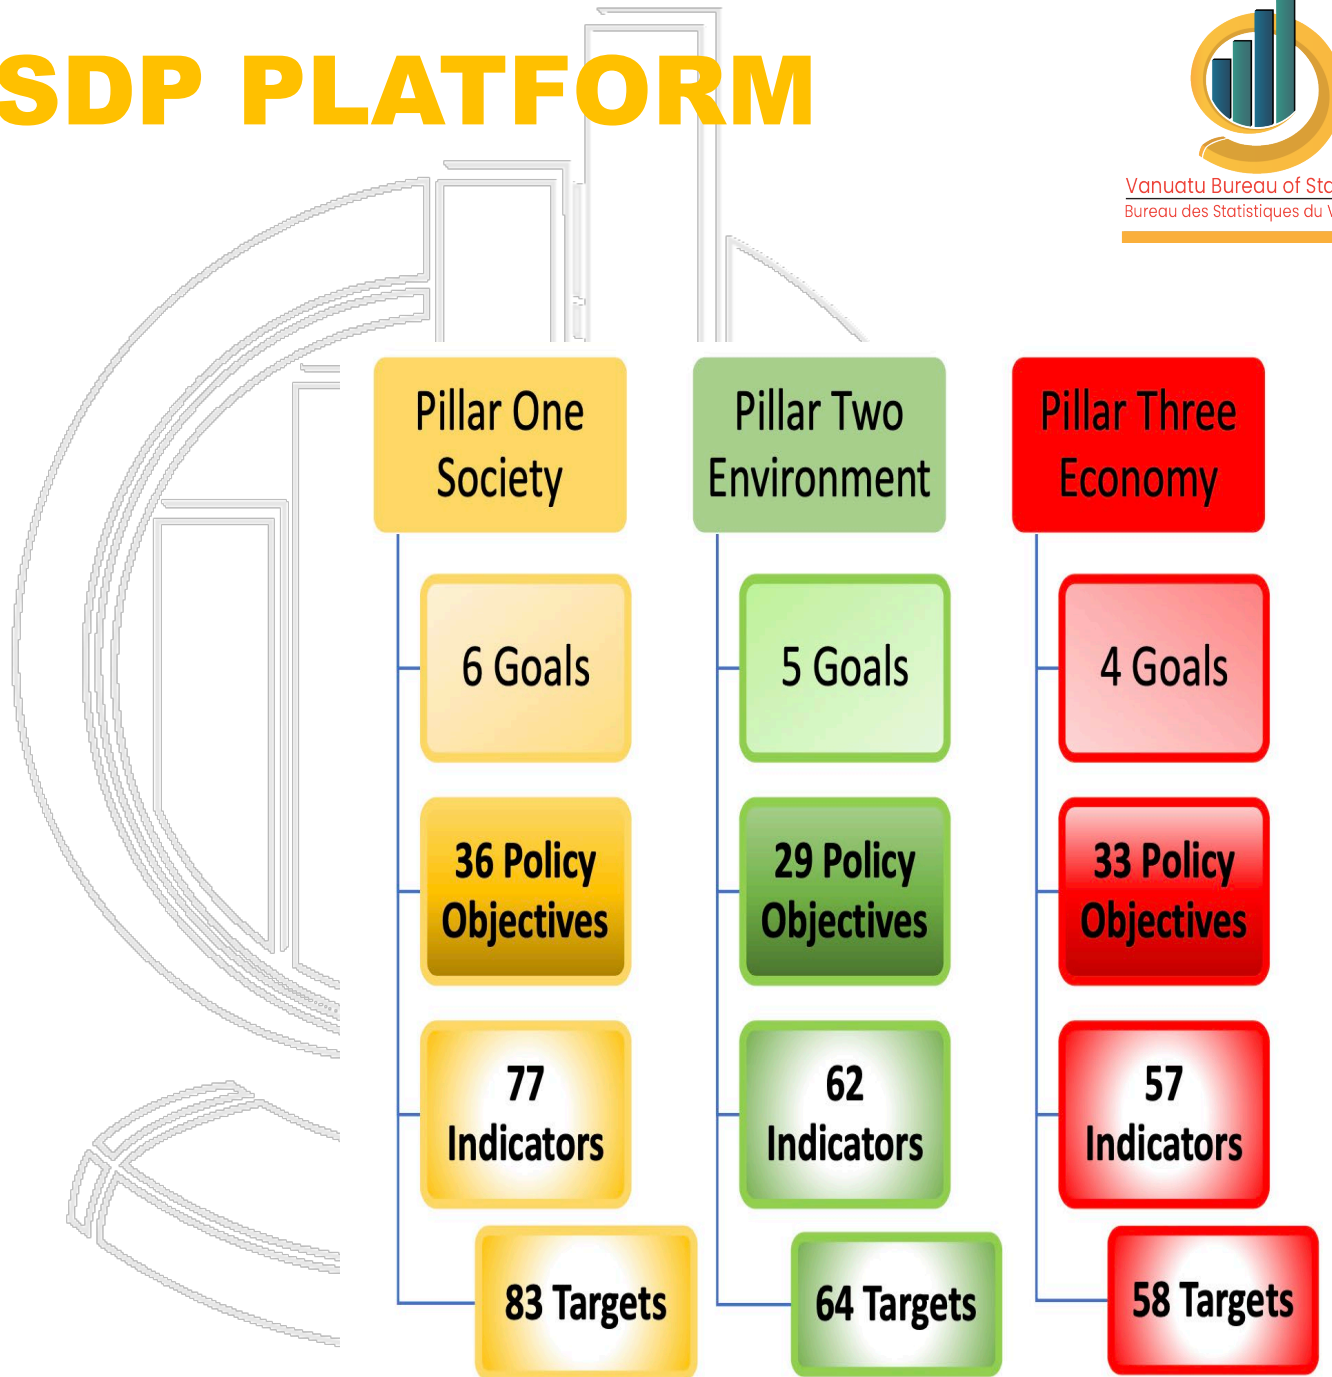 SDP PLATFORM
Vanuatu Bureau of
Bureau des Statistiques du
Pillar One
Society
6 Goals
36 Policy
Objectives
77
Indicators
83 Targets
Pillar Two
Environment
5 Goals
29 Policy
Objectives
62
Indicators
64 Targets
Pillar Three
Economy
4 Goals
33 Policy
Objectives
57
Indicators
58 Targets